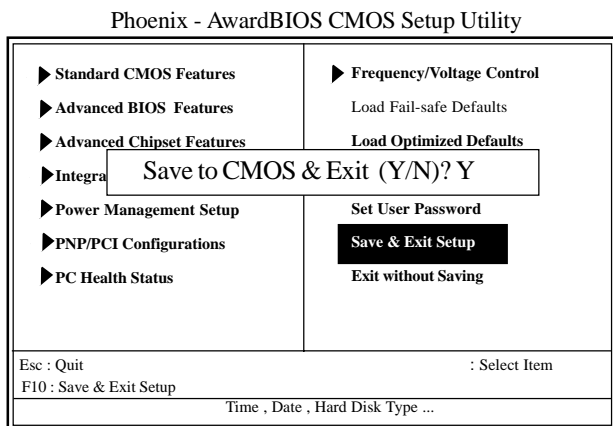 Phoenix - AwardBIOS CMOS Setup Utility
Standard CMOS Features
Advanced BIOS Features
Advanced Chipset Features
Integra
Power Management Setup
PNP/PCI Configurations
PC Health Status
Frequency/Voltage Control
Load Fail-safe Defaults
Load Optimized Defaults
Save to CMOS & Exit (Y/N)? Y
Set User Password
Save & Exit Setup
Exit without Saving
Esc : Quit
: Select Item
F10 : Save & Exit Setup
Time , Date , Hard Disk Type ...